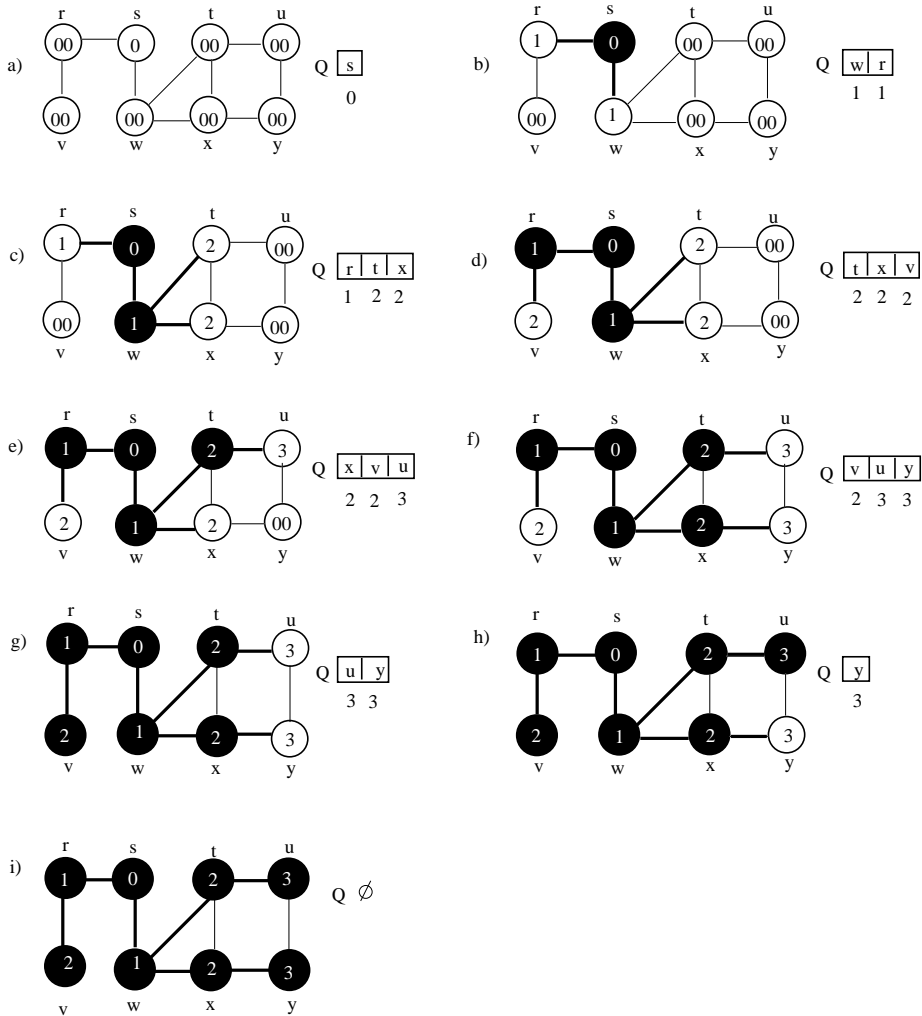 r s t u
a) 00 0 00 00 Q s
0
00 00 00 00
v w x y
r s t u
b) 1 0 00 00 Q w r
1 1
00 1 00 00
v w x y
r s t u
c) 1 0 2 00 Q r t x
1 2 2
00 1 2 00
v w x y
r s t u
d) 1 0 2 00 Q t x v
2 2 2
2 1 2 00
v w x y
r s t u
e) 1 0 2 3 Q x v u
2 2 3
2 1 2 00
v w x y
r s t u
f) 1 0 2 3 Q v u y
2 3 3
2 1 2 3
v w x y
r s t u
g) 1 0 2 3 Q u y
3 3
2 1 2 3
v w x y
r s t u
h) 1 0 2 3 Q y
3
2 1 2 3
v w x y
r s t u
i) 1 0 2 3 Q ∅
2 1 2 3
v w x y